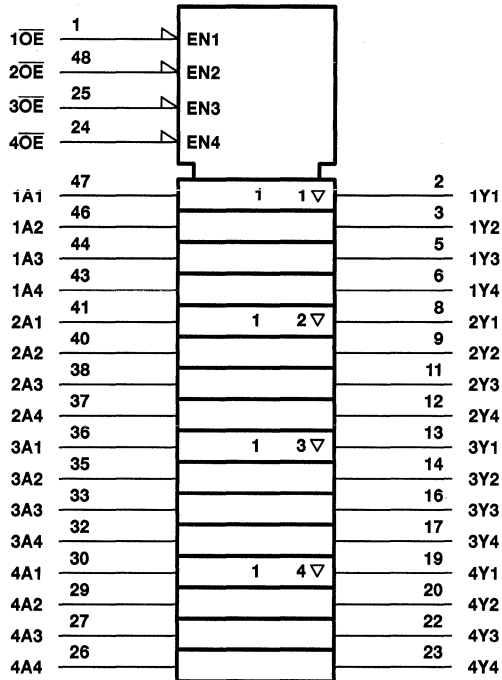 1O̅E̅ 1 EN1
2O̅E̅ 48 EN2
3O̅E̅ 25 EN3
4O̅E̅ 24 EN4
1A1 47 1 1 ▽ 2 1Y1
1A2 46 3 1Y2
1A3 44 5 1Y3
1A4 43 6 1Y4
2A1 41 1 2 ▽ 8 2Y1
2A2 40 9 2Y2
2A3 38 11 2Y3
2A4 37 12 2Y4
3A1 36 1 3 ▽ 13 3Y1
3A2 35 14 3Y2
3A3 33 16 3Y3
3A4 32 17 3Y4
4A1 30 1 4 ▽ 19 4Y1
4A2 29 20 4Y2
4A3 27 22 4Y3
4A4 26 23 4Y4